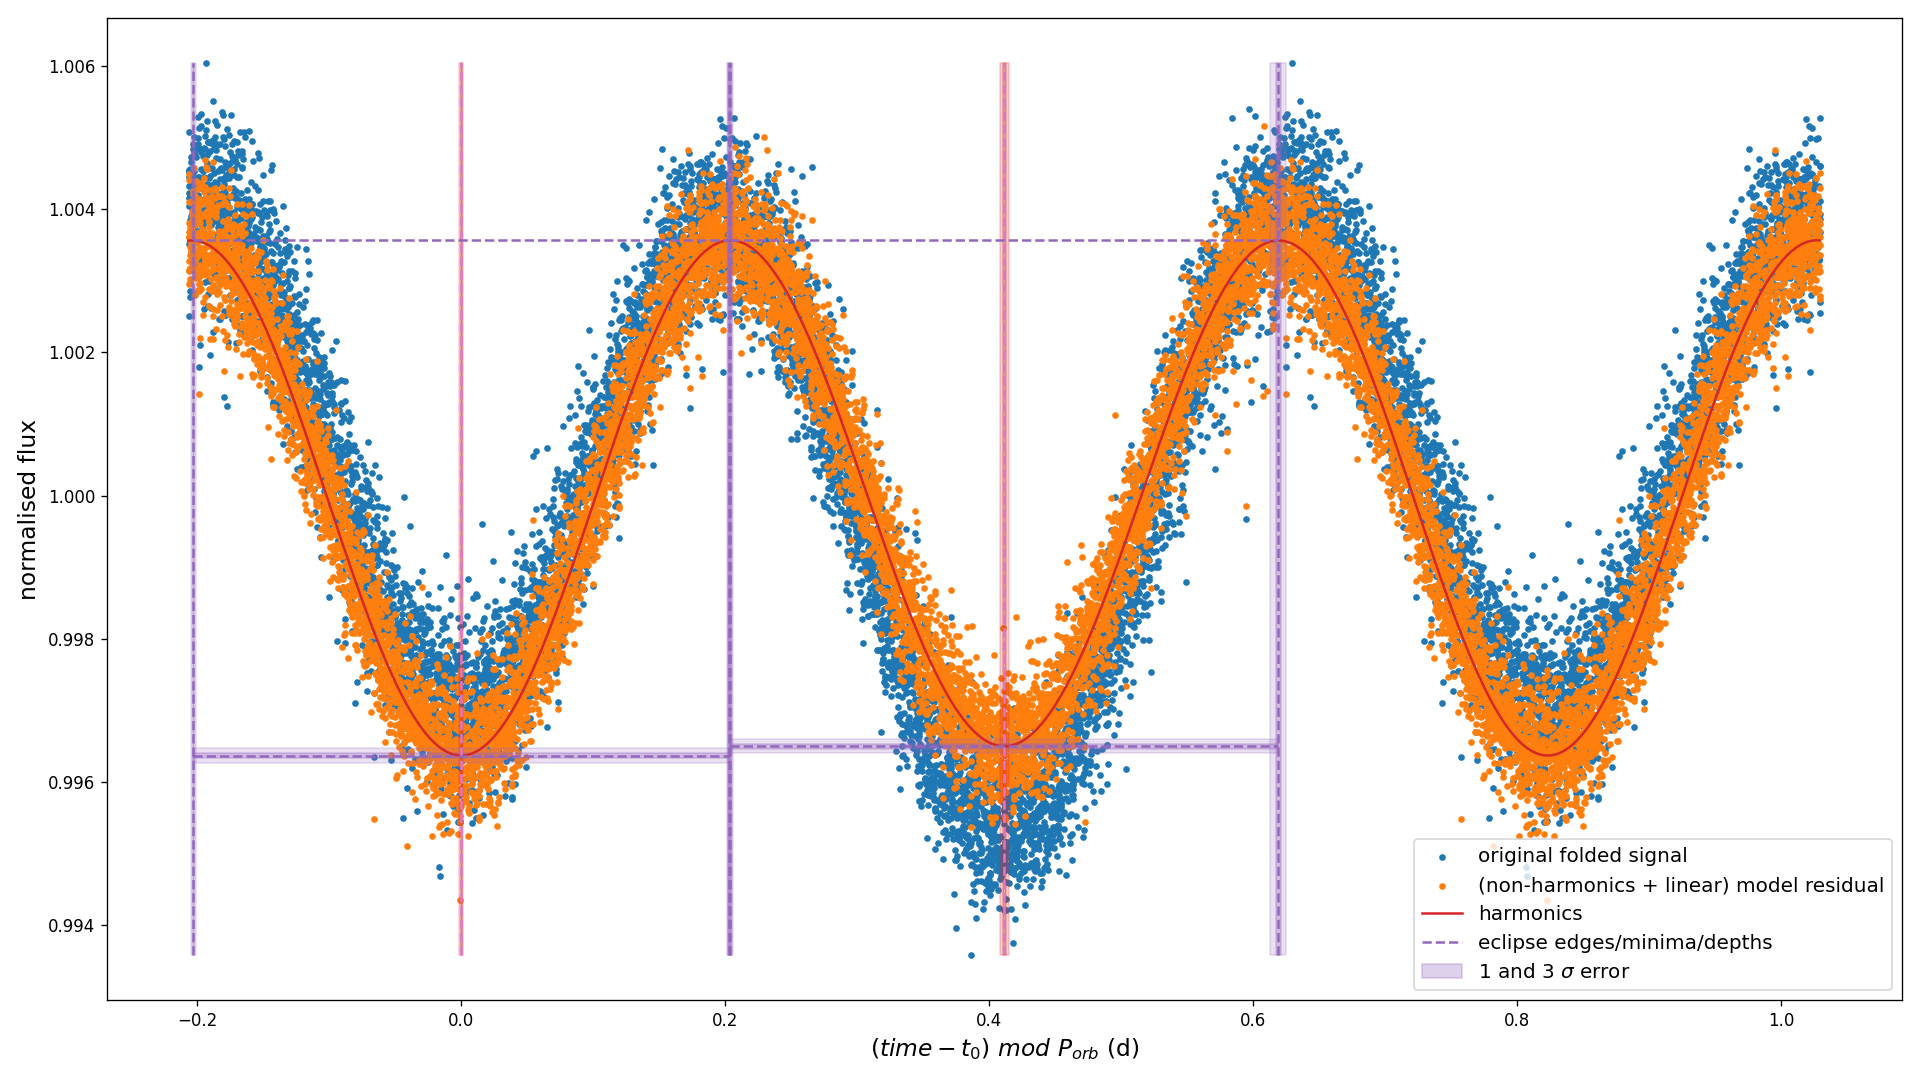 1.006
1.004
1.002
1.000
0.998
0.996
0.994
normalised flux
original folded signal
(non-harmonics + linear) model residual
harmonics
eclipse edges/minima/depths
1 and 3 σ error
−0.2 0.0 0.2 0.4 0.6 0.8 1.0
(time − t₀) mod Pₒᵣb (d)